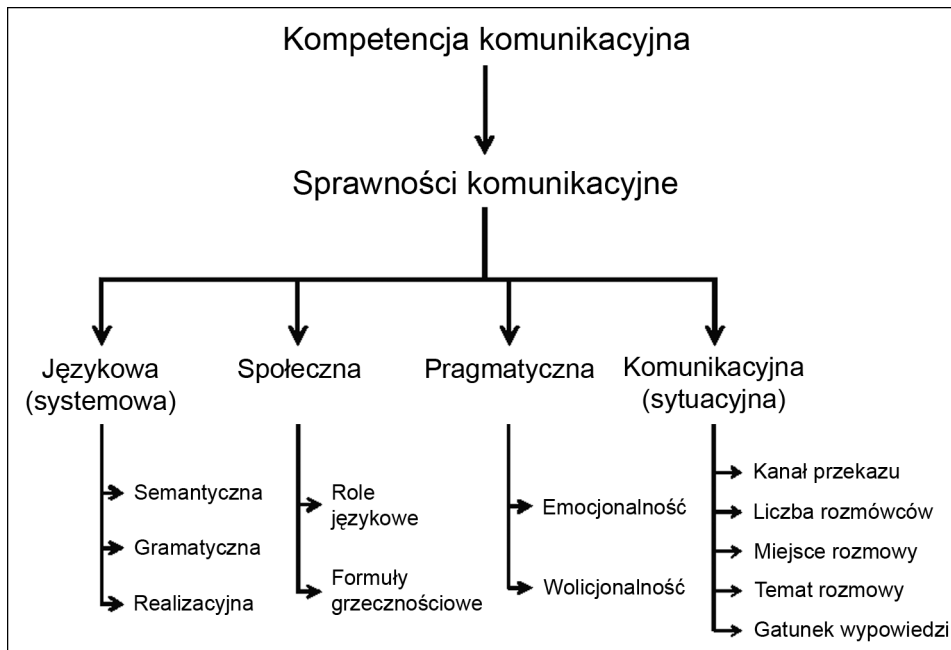 Kompetencja komunikacyjna
Sprawności komunikacyjne
Językowa
(systemowa)
Semantyczna
Gramatyczna
Realizacyjna
Społeczna
Role
językowe
Formuły
grzecznościowe
Pragmatyczna
Emocjonalność
Wolicjonalność
Komunikacyjna
(sytuacyjna)
Kanał przekazu
Liczba rozmówców
Miejsce rozmowy
Temat rozmowy
Gatunek wypowiedzi